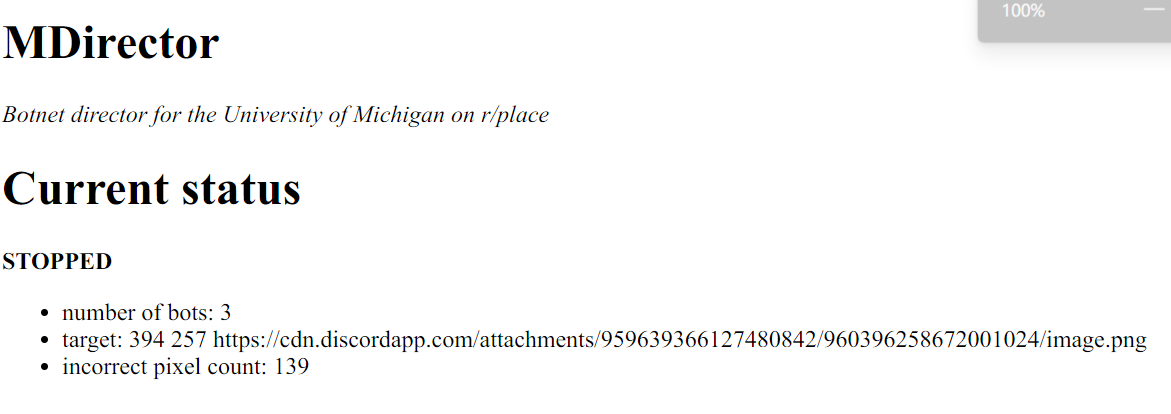 100%
MDirector
Botnet director for the University of Michigan on r/place
Current status
STOPPED
number of bots: 3
target: 394 257 https://cdn.discordapp.com/attachments/959639366127480842/960396258672001024/image.png
incorrect pixel count: 139